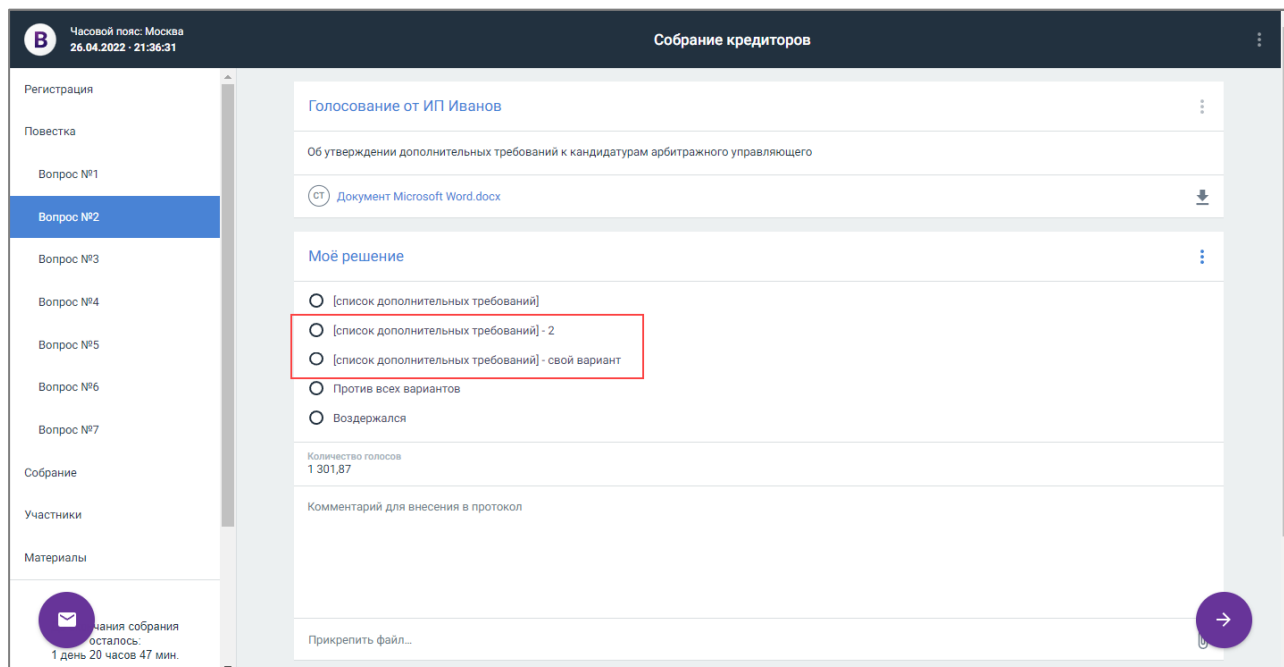 B
Часовой пояс: Москва
26.04.2022 · 21:36:31
Собрание кредиторов
Регистрация
Повестка
Вопрос №1
Вопрос №2
Вопрос №3
Вопрос №4
Вопрос №5
Вопрос №6
Вопрос №7
Собрание
Участники
Материалы
чания собрания
осталось:
1 день 20 часов 47 мин.
Голосование от ИП Иванов
Об утверждении дополнительных требований к кандидатурам арбитражного управляющего
СТ Документ Microsoft Word.docx
Моё решение
[список дополнительных требований]
[список дополнительных требований] - 2
[список дополнительных требований] - свой вариант
Против всех вариантов
Воздержался
Количество голосов
1 301,87
Комментарий для внесения в протокол
Прикрепить файл...